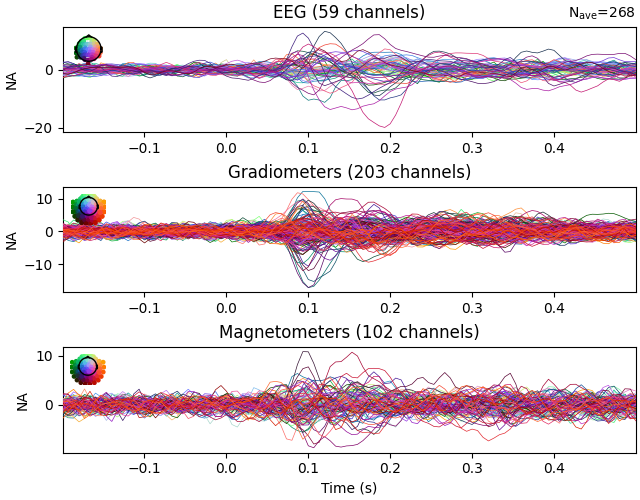 EEG (59 channels)
N_ave=268
NA
0
−20
−0.1 0.0 0.1 0.2 0.3 0.4
Gradiometers (203 channels)
NA
10
0
−10
−0.1 0.0 0.1 0.2 0.3 0.4
Magnetometers (102 channels)
NA
10
0
−0.1 0.0 0.1 0.2 0.3 0.4
Time (s)